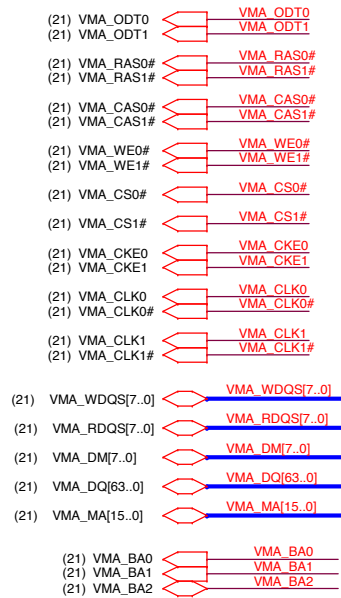 (21) VMA_ODT0 VMA_ODT0
(21) VMA_ODT1 VMA_ODT1
(21) VMA_RAS0# VMA_RAS0#
(21) VMA_RAS1# VMA_RAS1#
(21) VMA_CAS0# VMA_CAS0#
(21) VMA_CAS1# VMA_CAS1#
(21) VMA_WE0# VMA_WE0#
(21) VMA_WE1# VMA_WE1#
(21) VMA_CS0# VMA_CS0#
(21) VMA_CS1# VMA_CS1#
(21) VMA_CKE0 VMA_CKE0
(21) VMA_CKE1 VMA_CKE1
(21) VMA_CLK0 VMA_CLK0
(21) VMA_CLK0# VMA_CLK0#
(21) VMA_CLK1 VMA_CLK1
(21) VMA_CLK1# VMA_CLK1#
(21) VMA_WDQS[7..0] VMA_WDQS[7..0]
(21) VMA_RDQS[7..0] VMA_RDQS[7..0]
(21) VMA_DM[7..0] VMA_DM[7..0]
(21) VMA_DQ[63..0] VMA_DQ[63..0]
(21) VMA_MA[15..0] VMA_MA[15..0]
(21) VMA_BA0 VMA_BA0
(21) VMA_BA1 VMA_BA1
(21) VMA_BA2 VMA_BA2